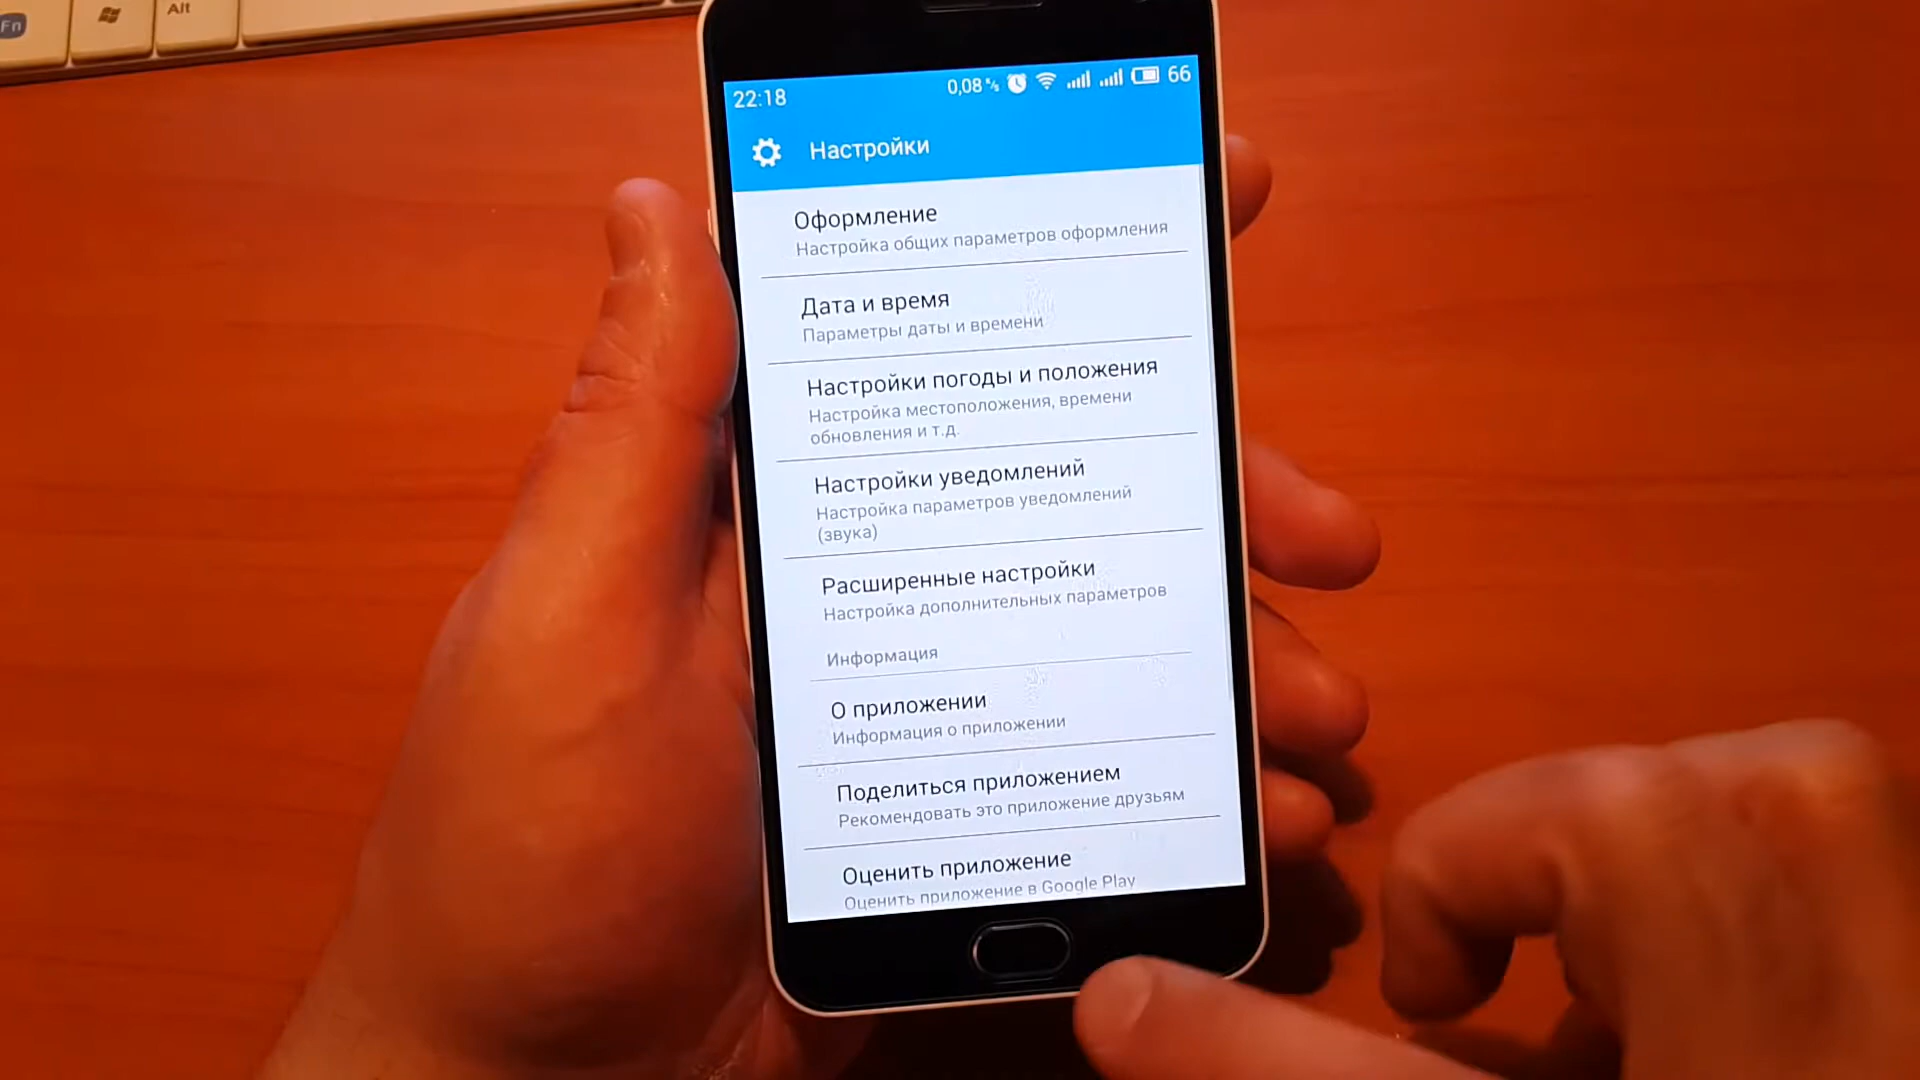 Fn
Alt
22:18 0,08 К/s 66
Настройки
Оформление
Настройка общих параметров оформления
Дата и время
Параметры даты и времени
Настройки погоды и положения
Настройка местоположения, времени
обновления и т.д.
Настройки уведомлений
Настройка параметров уведомлений
(звука)
Расширенные настройки
Настройка дополнительных параметров
Информация
О приложении
Информация о приложении
Поделиться приложением
Рекомендовать это приложение друзьям
Оценить приложение
Оценить приложение в Google Play